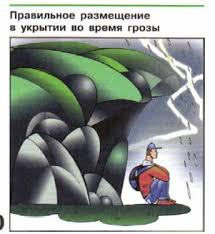 Правильное размещение
в укрытии во время грозы